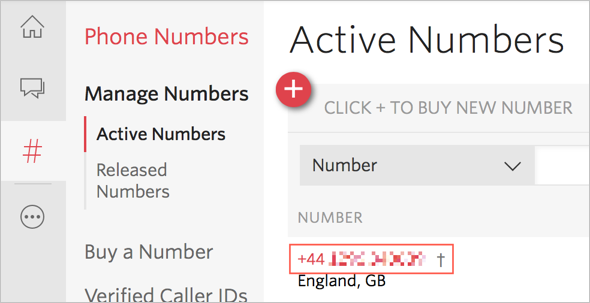 Phone Numbers
Manage Numbers
Active Numbers
Released
Numbers
Buy a Number
Verified Caller IDs
#
Active Numbers
+
CLICK + TO BUY NEW NUMBER
Number
NUMBER
+44 †
England, GB